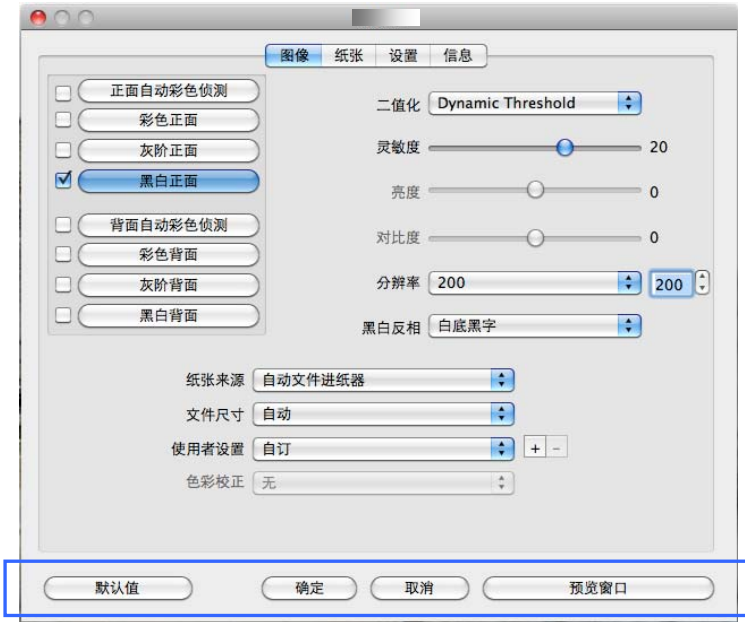 图像 纸张 设置 信息
正面自动彩色侦测
彩色正面
灰阶正面
黑白正面
背面自动彩色侦测
彩色背面
灰阶背面
黑白背面
二值化 Dynamic Threshold
灵敏度 20
亮度 0
对比度 0
分辨率 200 200
黑白反相 白底黑字
纸张来源 自动文件进纸器
文件尺寸 自动
使用者设置 自订 + -
色彩校正 无
默认值 确定 取消 预览窗口